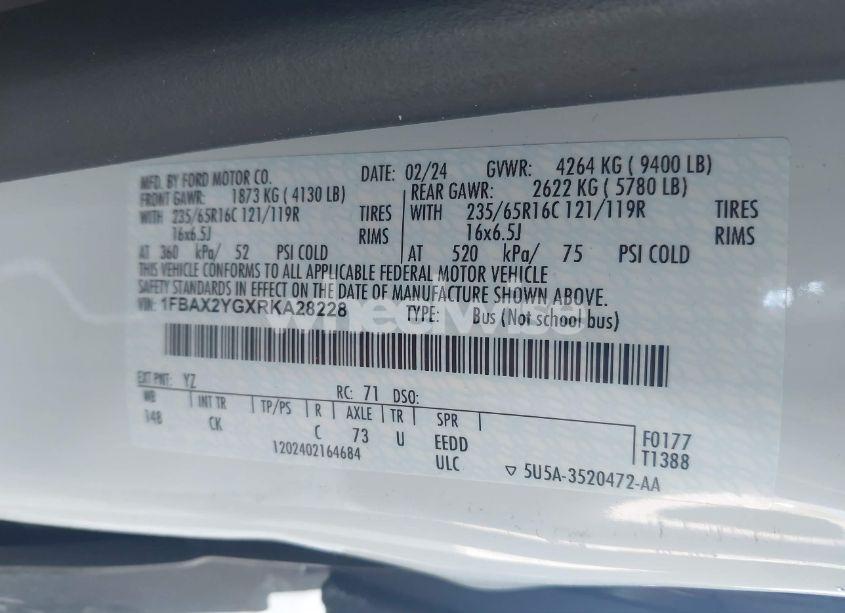 MFD. BY FORD MOTOR CO. DATE: 02/24 GVWR: 4264 KG ( 9400 LB)
FRONT GAWR: 1873 KG ( 4130 LB) REAR GAWR: 2622 KG ( 5780 LB)
WITH 235/65R16C 121/119R TIRES WITH 235/65R16C 121/119R TIRES
16x6.5J RIMS 16x6.5J RIMS
AT 360 kPa/ 52 PSI COLD AT 520 kPa/ 75 PSI COLD
THIS VEHICLE CONFORMS TO ALL APPLICABLE FEDERAL MOTOR VEHICLE
SAFETY STANDARDS IN EFFECT ON THE DATE OF MANUFACTURE SHOWN ABOVE.
VIN: 1FBAX2YGXRKA28228 TYPE: Bus (Not school bus)
EXT PNT: YZ RC: 71 DSO:
WB INT TR TP/PS R AXLE TR SPR
148 CK C 73 U EEDD F0177
1202402164684 ULC T1388
▽ 5U5A-3520472-AA